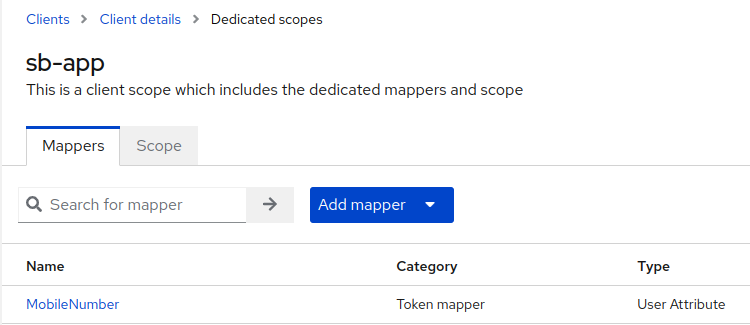 Clients > Client details > Dedicated scopes
sb-app
This is a client scope which includes the dedicated mappers and scope
Mappers Scope
Search for mapper Add mapper
Name Category Type
MobileNumber Token mapper User Attribute